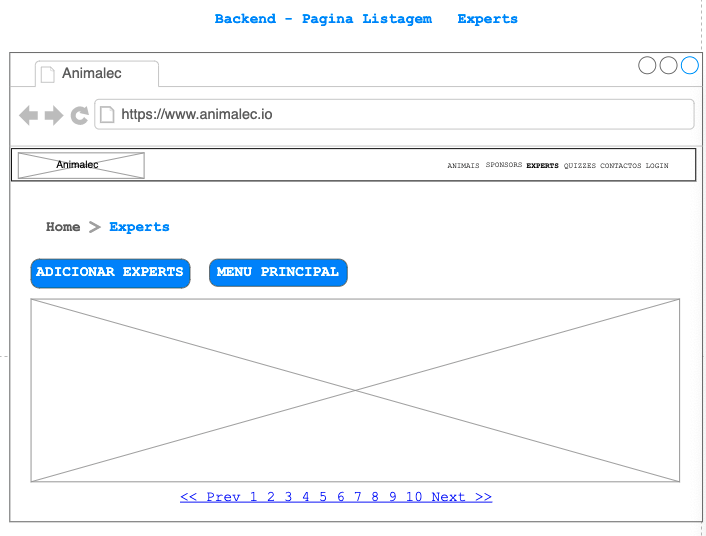 Backend - Pagina Listagem Experts
Animalec
https://www.animalec.io
Animalec
ANIMAIS SPONSORS EXPERTS QUIZZES CONTACTOS LOGIN
Home > Experts
ADICIONAR EXPERTS MENU PRINCIPAL
<< Prev 1 2 3 4 5 6 7 8 9 10 Next >>